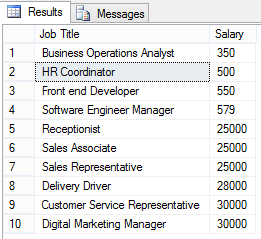 Results Messages
Job Title Salary
1 Business Operations Analyst 350
2 HR Coordinator 500
3 Front end Developer 550
4 Software Engineer Manager 579
5 Receptionist 25000
6 Sales Associate 25000
7 Sales Representative 25000
8 Delivery Driver 28000
9 Customer Service Representative 30000
10 Digital Marketing Manager 30000